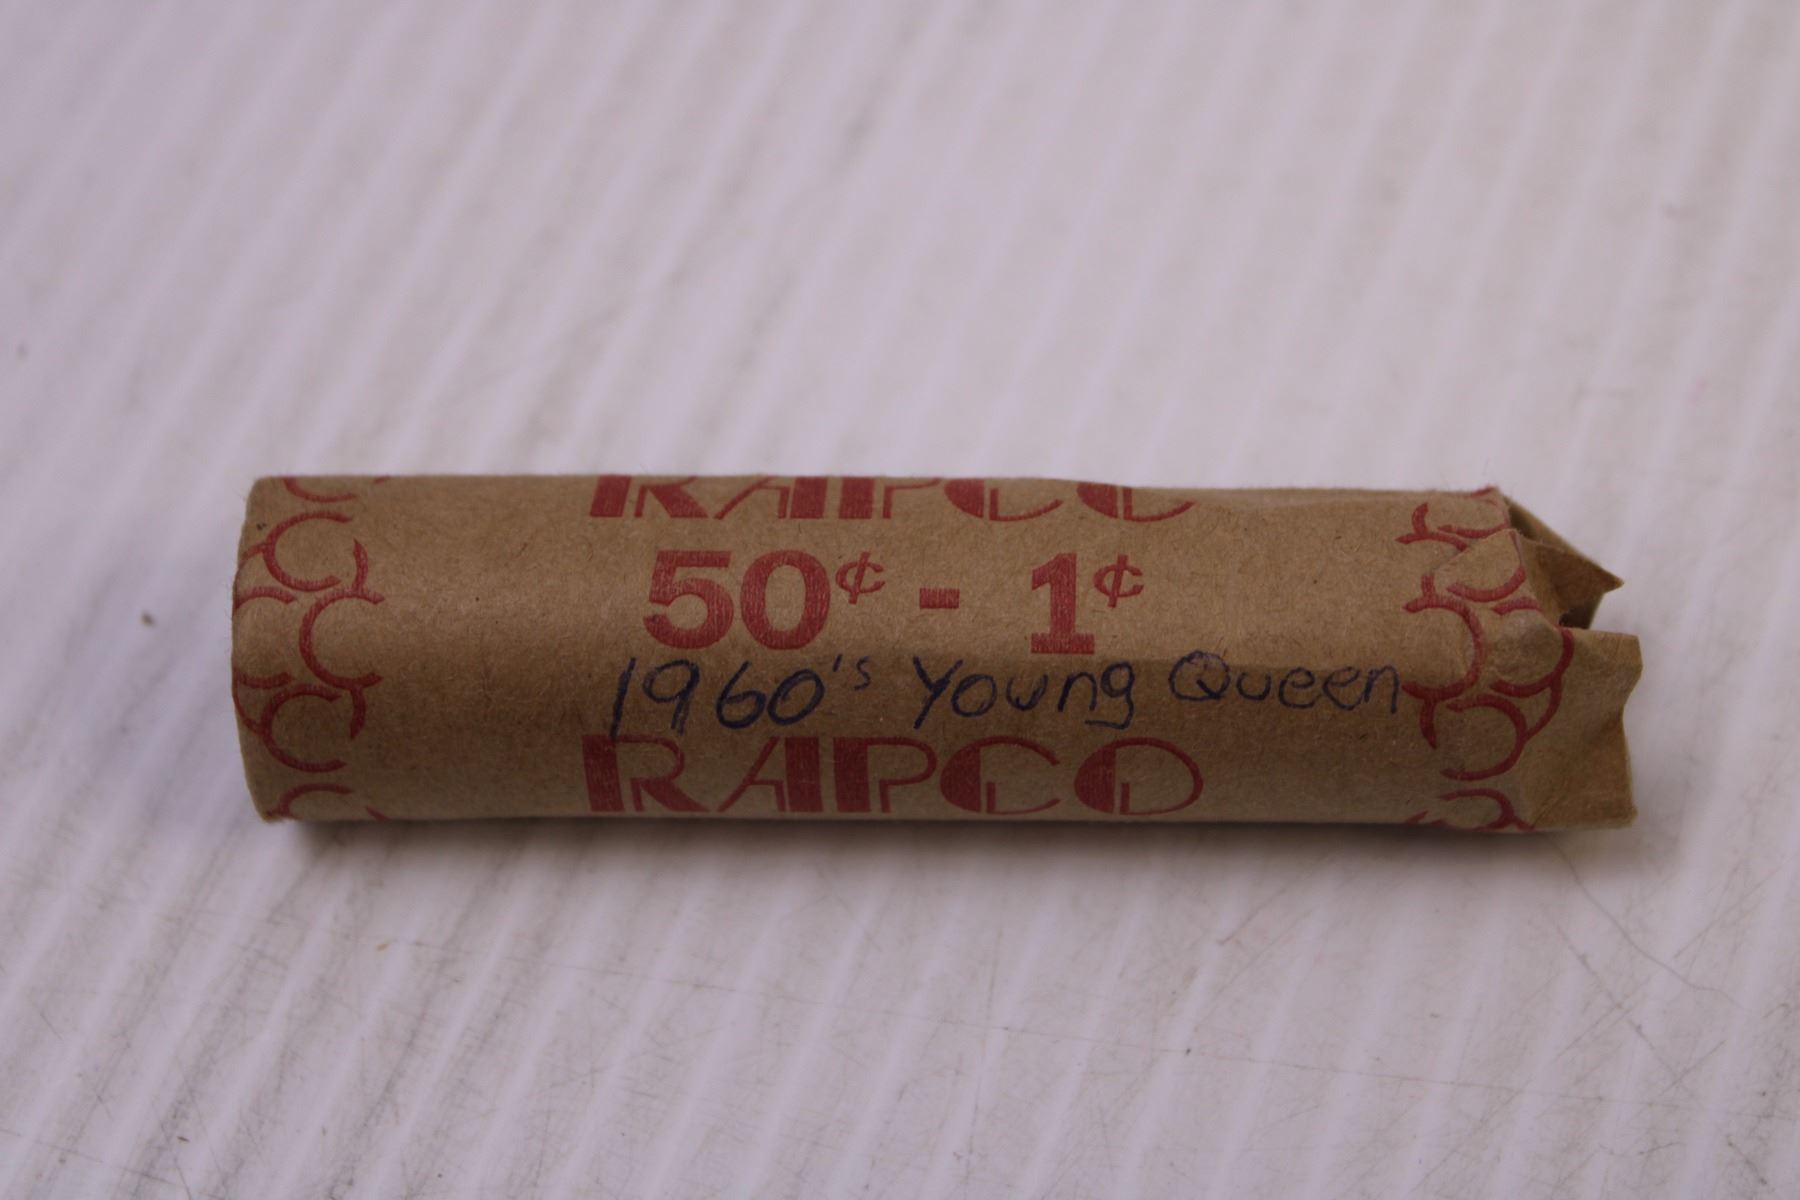 RAPCO
50¢ - 1¢
1960's Young Queen
RAPCO